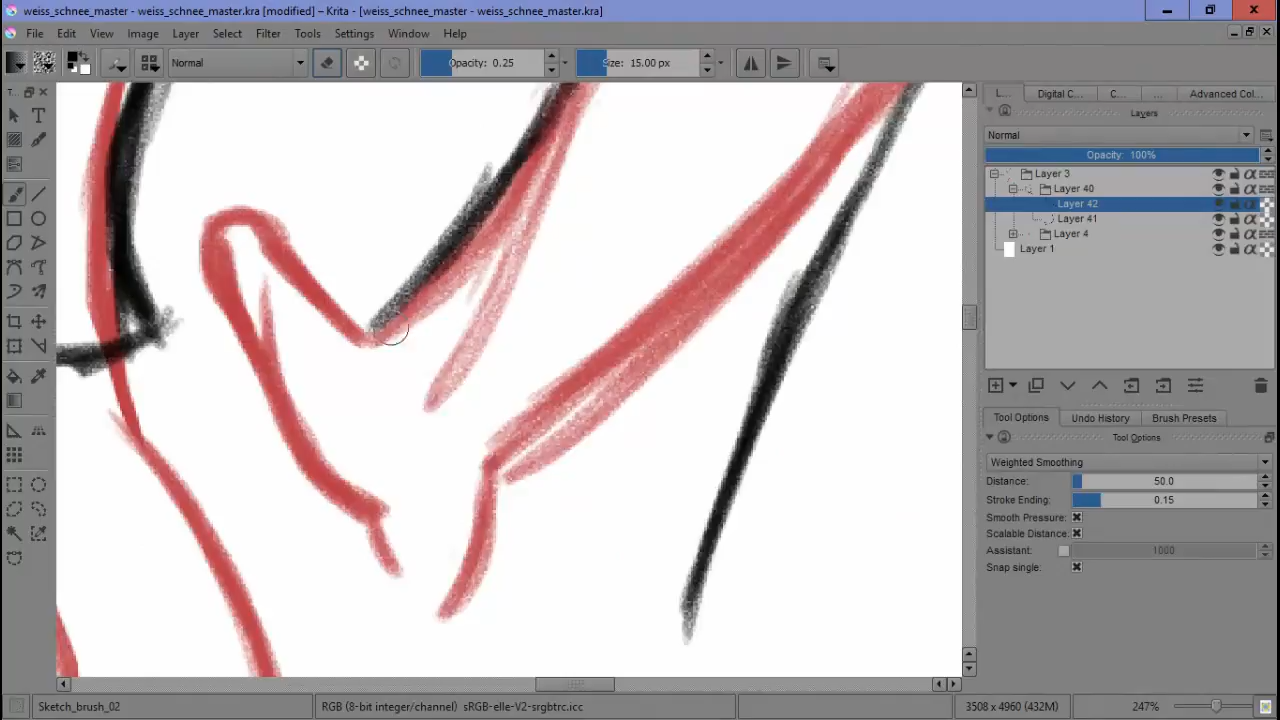 weiss_schnee_master - weiss_schnee_master.kra [modified] – Krita - [weiss_schnee_master - weiss_schnee_master.kra]
File Edit View Image Layer Select Filter Tools Settings Window Help
Normal Opacity: 0.25 Size: 15.00 px
T... L... Digital C... C... ... Advanced Col...
Layers
Normal
Opacity: 100%
Layer 3
Layer 40
Layer 42
Layer 41
Layer 4
Layer 1
Tool Options Undo History Brush Presets
Tool Options
Weighted Smoothing
Distance: 50.0
Stroke Ending: 0.15
Smooth Pressure:
Scalable Distance:
Assistant: 1000
Snap single:
Sketch_brush_02 RGB (8-bit integer/channel) sRGB-elle-V2-srgbtrc.icc 3508 x 4960 (432M) 247%